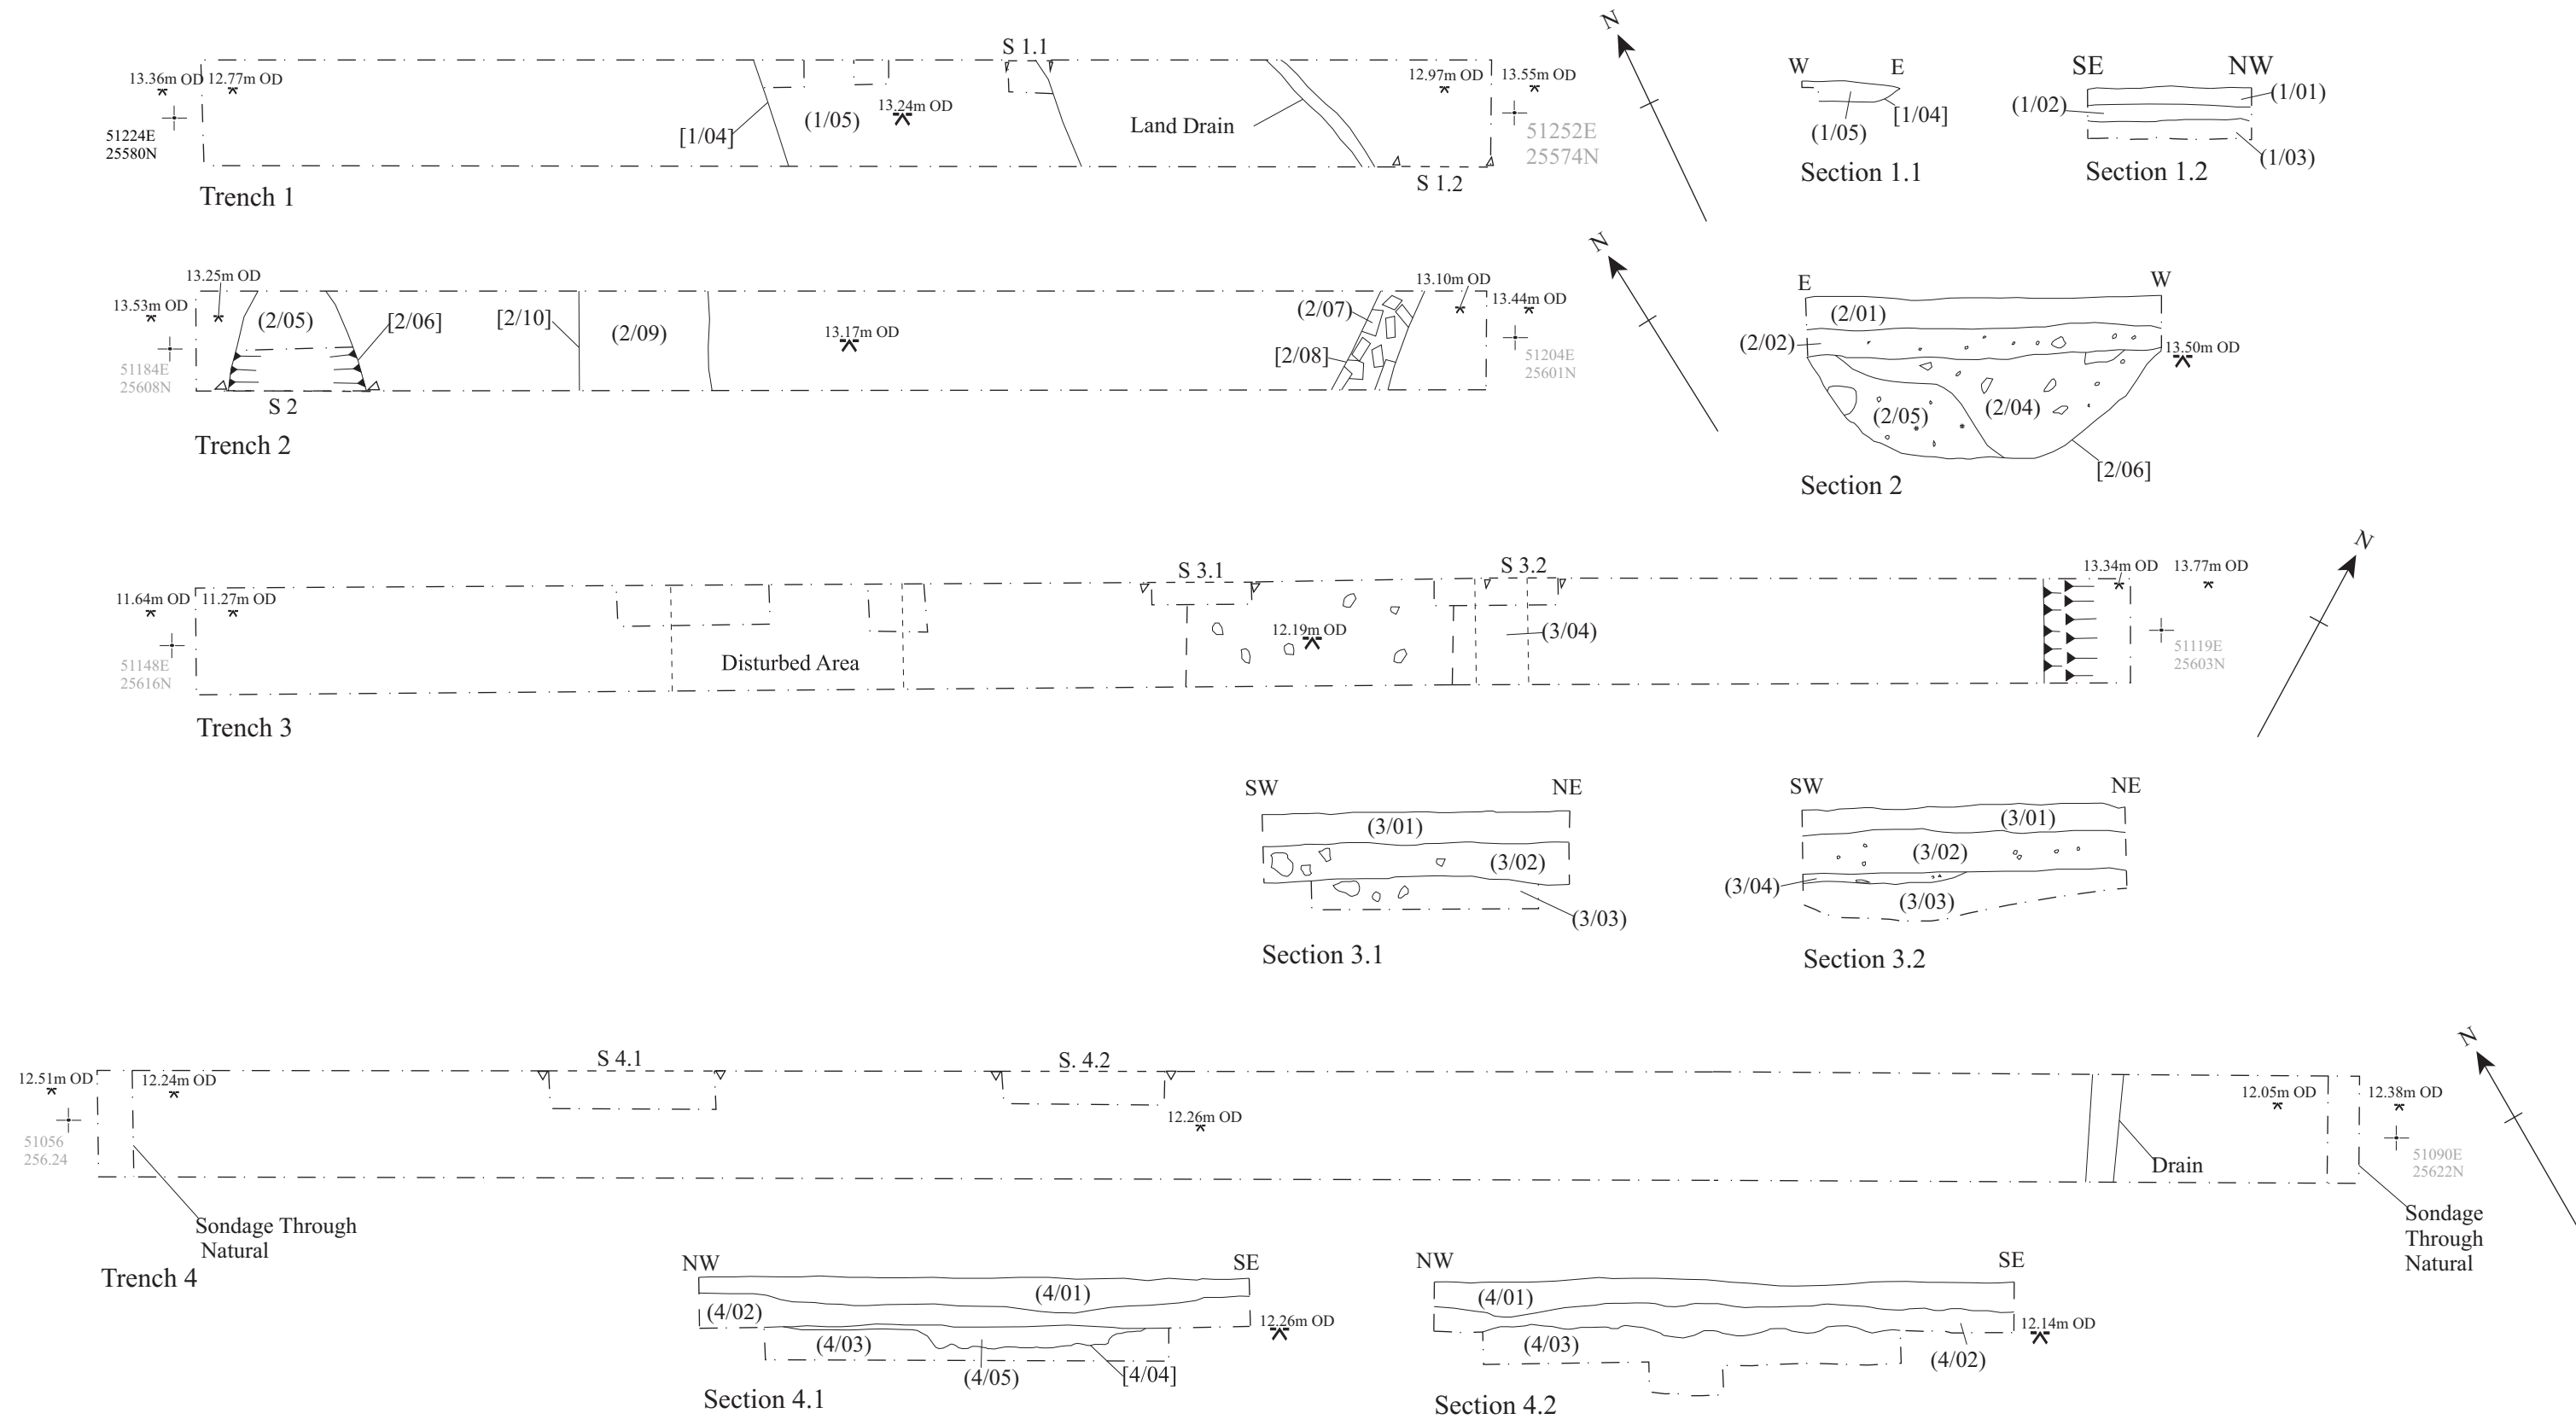 N
S 1.1
13.36m OD
12.77m OD
13.24m OD
12.97m OD
13.55m OD
51224E
25580N
[1/04]
(1/05)
Land Drain
51252E
25574N
S 1.2
Trench 1
W
E
(1/05)
[1/04]
Section 1.1
SE
NW
(1/02)
(1/01)
(1/03)
Section 1.2
N
13.25m OD
13.53m OD
(2/05)
[2/06]
[2/10]
(2/09)
13.17m OD
(2/07)
[2/08]
13.10m OD
13.44m OD
51184E
25608N
51204E
25601N
S 2
Trench 2
E
W
(2/01)
(2/02)
13.50m OD
(2/05)
(2/04)
[2/06]
Section 2
N
S 3.1
S 3.2
11.64m OD
11.27m OD
12.19m OD
(3/04)
13.34m OD
13.77m OD
51148E
25616N
Disturbed Area
51119E
25603N
Trench 3
SW
NE
(3/01)
(3/02)
(3/03)
Section 3.1
SW
NE
(3/01)
(3/02)
(3/04)
(3/03)
Section 3.2
N
S 4.1
S. 4.2
12.51m OD
12.24m OD
12.26m OD
12.05m OD
12.38m OD
51056
256.24
Drain
51090E
25622N
Sondage Through
Natural
Sondage
Through
Natural
Trench 4
NW
SE
(4/01)
(4/02)
12.26m OD
(4/03)
(4/05)
[4/04]
Section 4.1
NW
SE
(4/01)
12.14m OD
(4/03)
(4/02)
Section 4.2